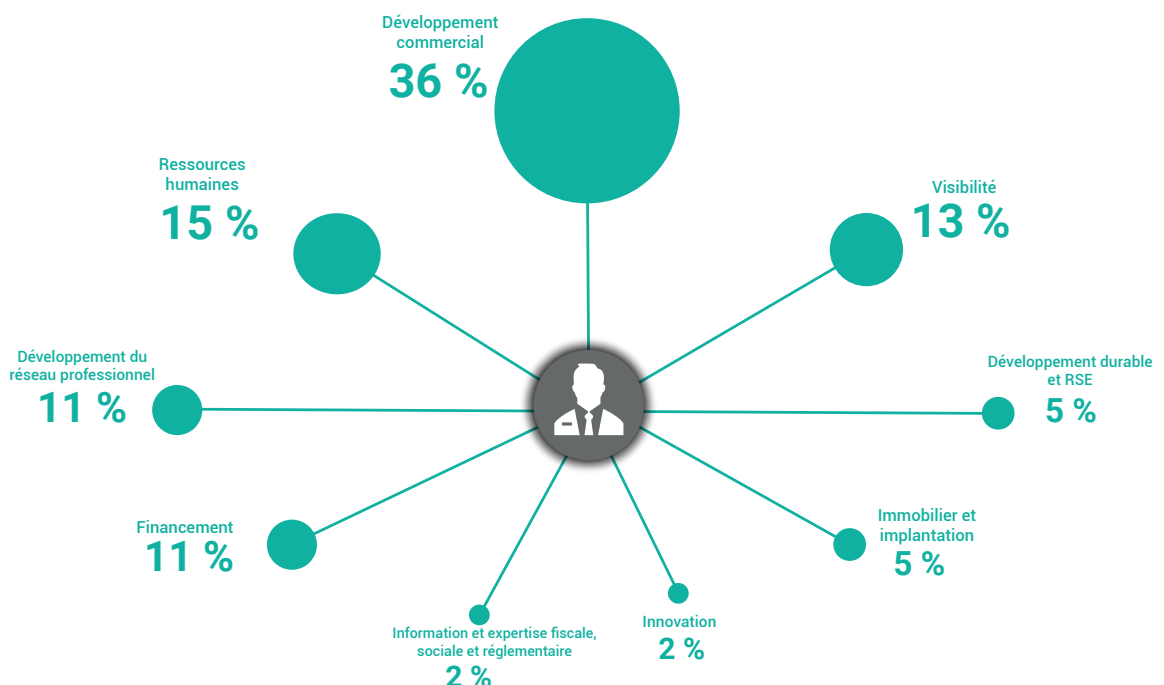 Développement
commercial
36 %
Ressources
humaines
15 %
Visibilité
13 %
Développement du
réseau professionnel
11 %
Développement durable
et RSE
5 %
Financement
11 %
Immobilier et
implantation
5 %
Information et expertise fiscale,
sociale et réglementaire
2 %
Innovation
2 %